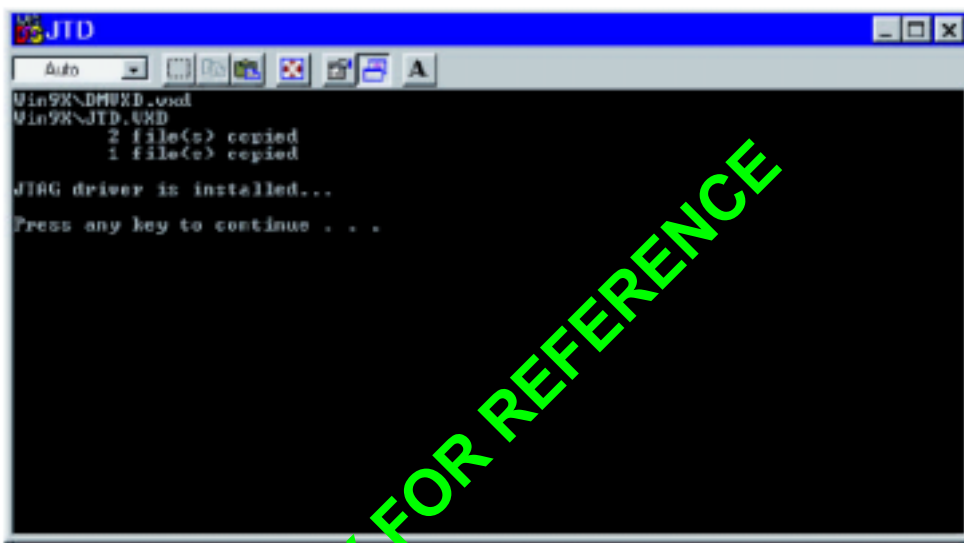 JTD
Auto
A
Win9X\DMVXD.vxd
Win9X\JTD.VXD
2 file(s) copied
1 file(s) copied
JTAG driver is installed...
Press any key to continue . . .
FOR REFERENCE